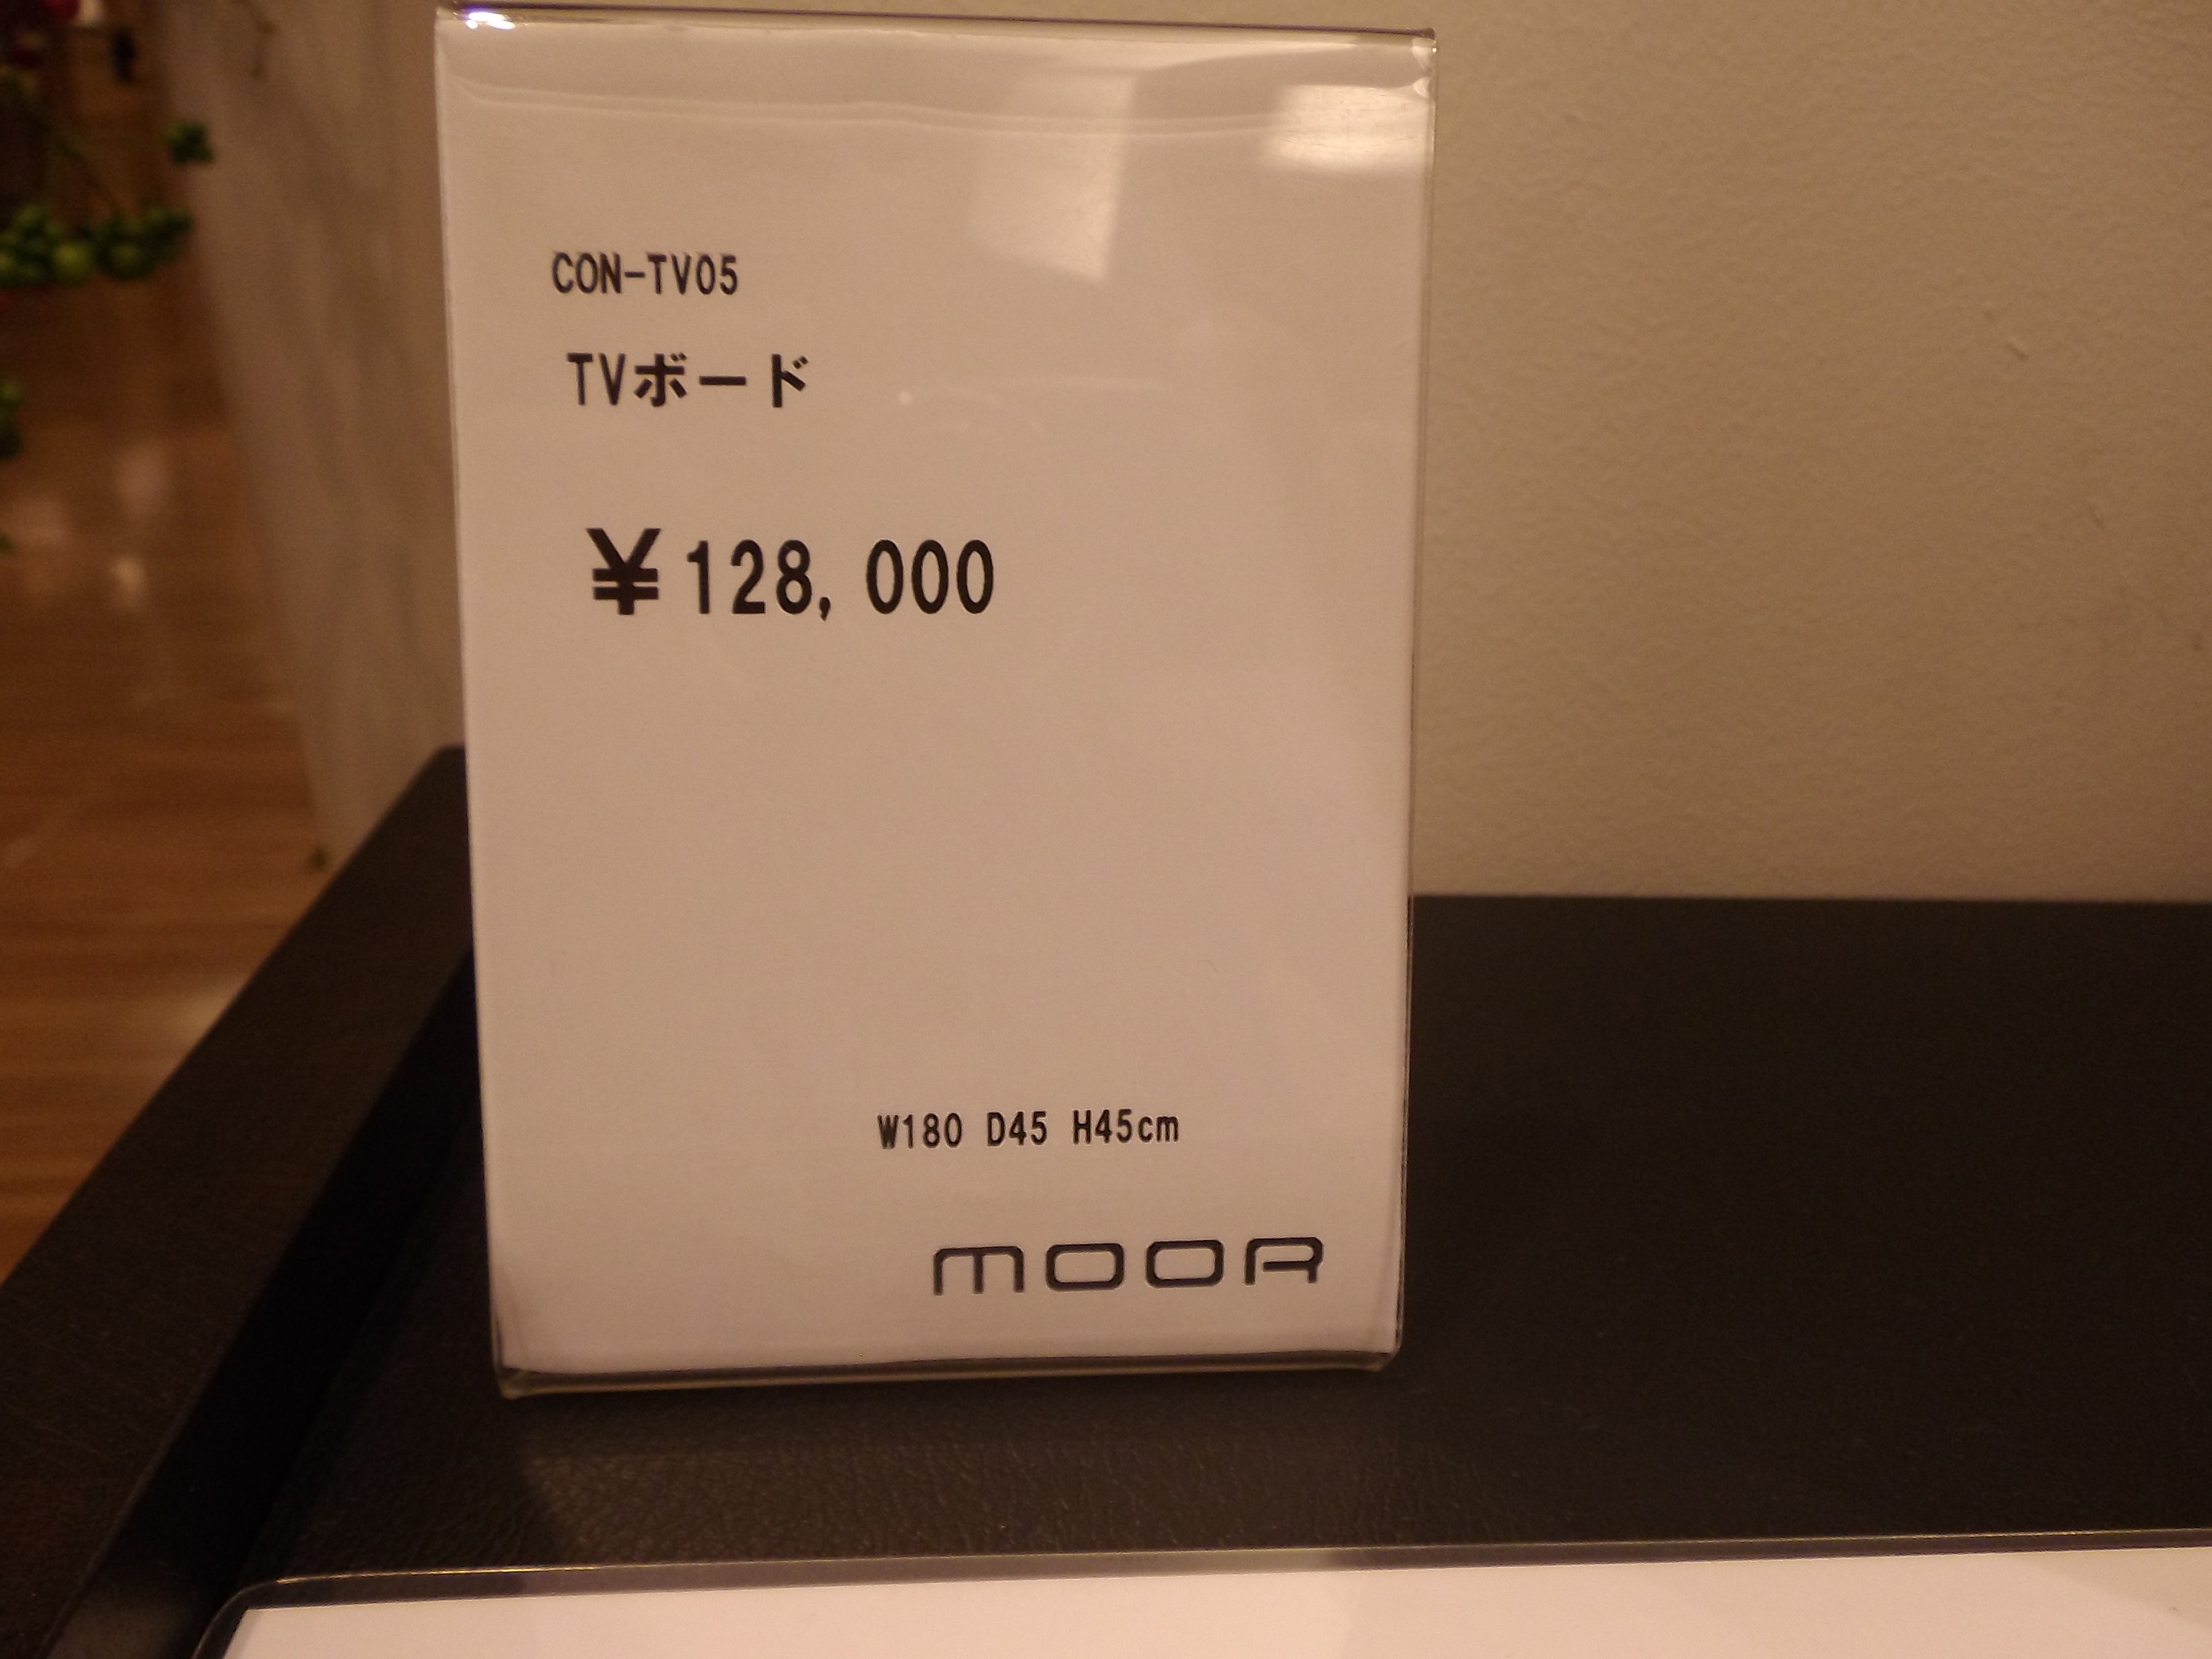 CON-TV05
TVボード
¥128,000
W180 D45 H45cm
MOOR